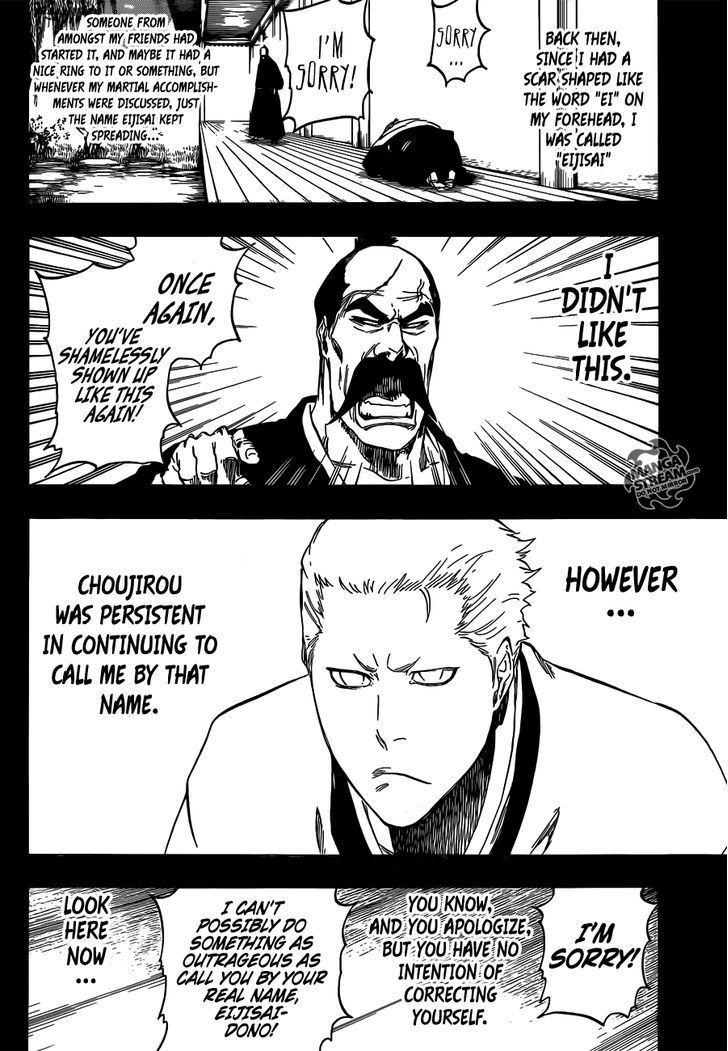 BACK THEN,
SINCE I HAD A
SCAR SHAPED LIKE
THE WORD "EI" ON
MY FOREHEAD, I
WAS CALLED
"EIJISAI"
SORRY
...
I'M
SORRY!
SOMEONE FROM
AMONGST MY FRIENDS HAD
STARTED IT, AND MAYBE IT HAD A
NICE RING TO IT OR SOMETHING, BUT
WHENEVER MY MARTIAL ACCOMPLISH-
MENTS WERE DISCUSSED, JUST
THE NAME EIJISAI KEPT
SPREADING...
I
DIDN'T
LIKE
THIS.
ONCE
AGAIN,
YOU'VE
SHAMELESSLY
SHOWN UP
LIKE THIS
AGAIN!
MANGA
STREAM.COM
DO NOT MIRROR
HOWEVER
...
CHOUJIROU
WAS PERSISTENT
IN CONTINUING TO
CALL ME BY THAT
NAME.
I'M
SORRY!
YOU KNOW,
AND YOU APOLOGIZE,
BUT YOU HAVE NO
INTENTION OF
CORRECTING
YOURSELF.
I CAN'T
POSSIBLY DO
SOMETHING AS
OUTRAGEOUS AS
CALL YOU BY YOUR
REAL NAME,
EIJISAI-
DONO!
LOOK
HERE
NOW
...